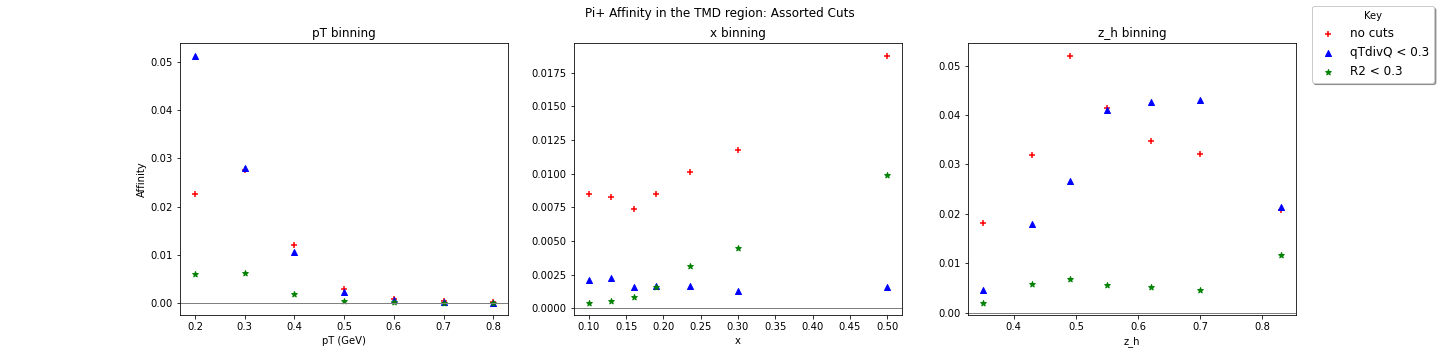 Pi+ Affinity in the TMD region: Assorted Cuts
Key
no cuts
qTdivQ < 0.3
R2 < 0.3
pT binning
Affinity
0.05
0.04
0.03
0.02
0.01
0.00
0.2 0.3 0.4 0.5 0.6 0.7 0.8
pT (GeV)
x binning
0.0175
0.0150
0.0125
0.0100
0.0075
0.0050
0.0025
0.0000
0.10 0.15 0.20 0.25 0.30 0.35 0.40 0.45 0.50
x
z_h binning
0.05
0.04
0.03
0.02
0.01
0.00
0.4 0.5 0.6 0.7 0.8
z_h